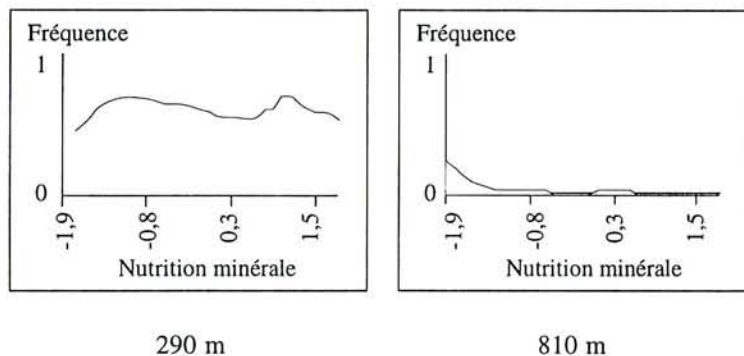 Fréquence
1
0
-1,9
-0,8
0,3
1,5
Nutrition minérale
290 m
Fréquence
1
0
-1,9
-0,8
0,3
1,5
Nutrition minérale
810 m